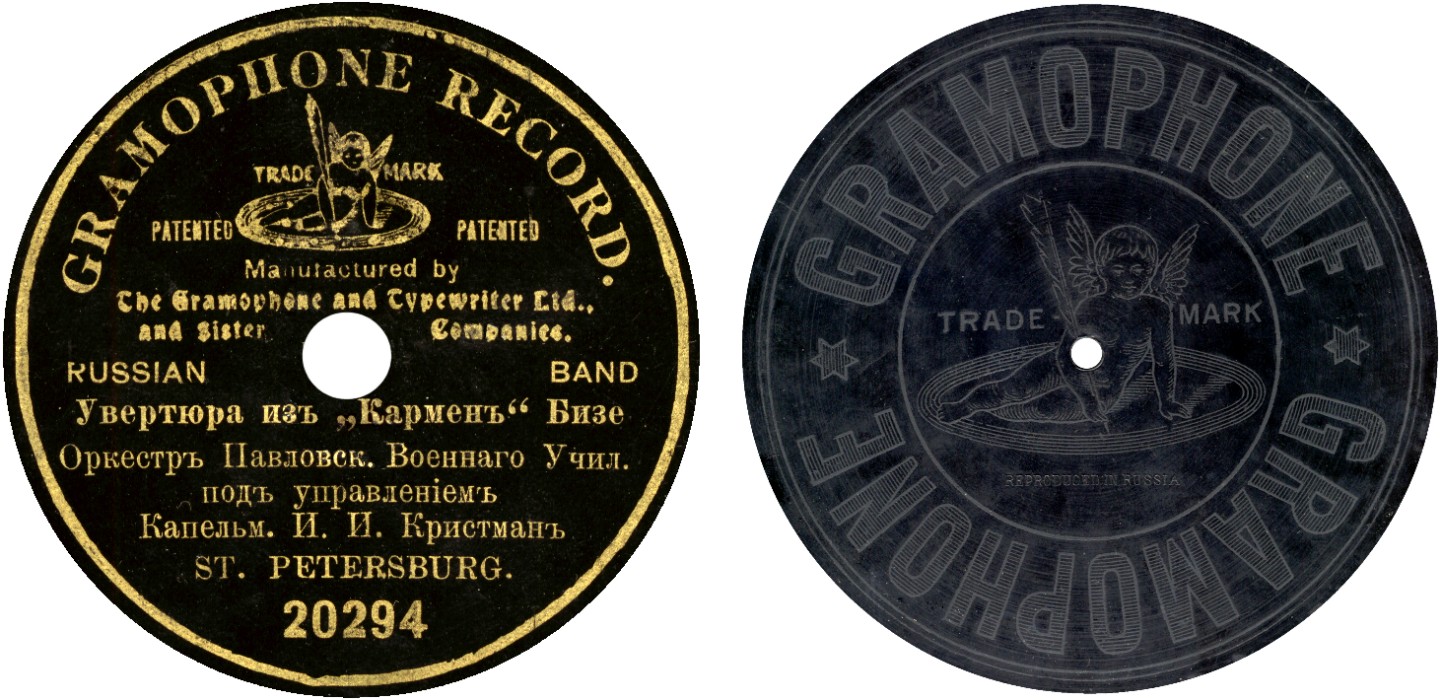 GRAMOPHONE RECORD.
TRADE MARK
PATENTED PATENTED
Manufactured by
The Gramophone and Typewriter Ltd.,
and Sister Companies.
RUSSIAN BAND
Увертюра изъ „Карменъ“ Бизе
Оркестръ Павловск. Военнаго Учил.
подъ управленіемъ
Капельм. И. И. Кристманъ
ST. PETERSBURG.
20294
GRAMOPHONE
TRADE-MARK
REPRODUCED IN RUSSIA
GRAMOPHONE